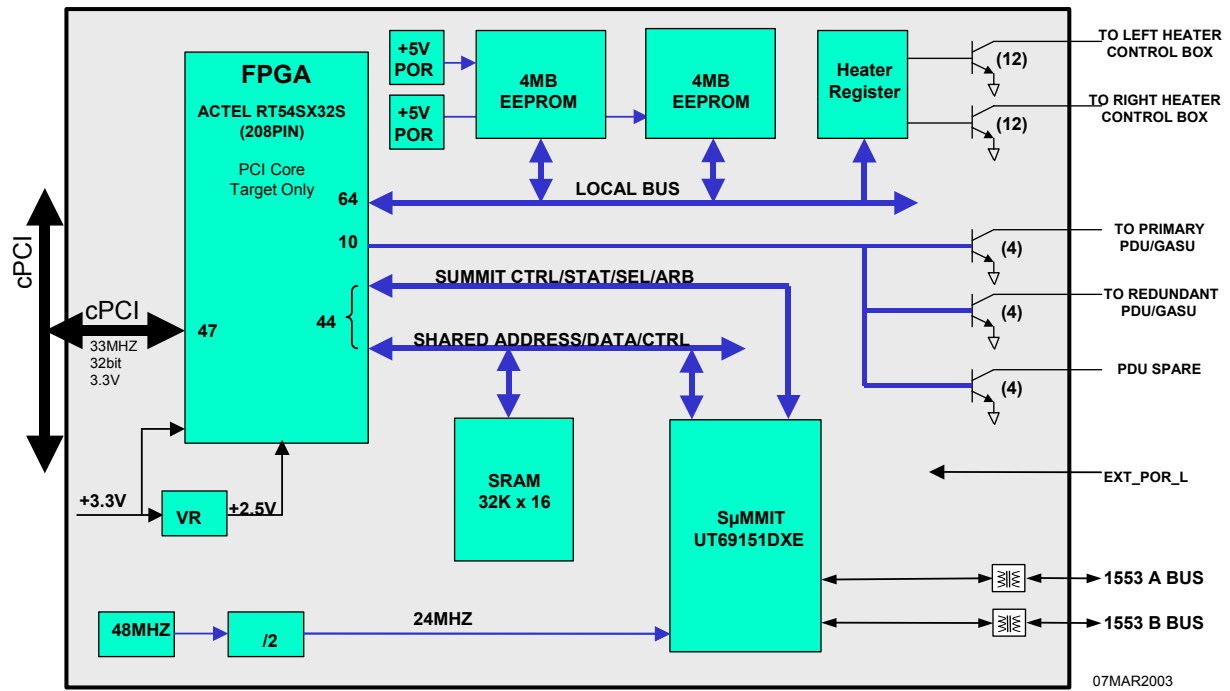 FPGA
ACTEL RT54SX32S
(208PIN)
PCI Core
Target Only
64
10
44
47
+5V
POR
+5V
POR
4MB
EEPROM
4MB
EEPROM
Heater
Register
(12)
(12)
TO LEFT HEATER
CONTROL BOX
TO RIGHT HEATER
CONTROL BOX
LOCAL BUS
(4)
TO PRIMARY
PDU/GASU
SUMMIT CTRL/STAT/SEL/ARB
(4)
TO REDUNDANT
PDU/GASU
SHARED ADDRESS/DATA/CTRL
(4)
PDU SPARE
cPCI
cPCI
33MHZ
32bit
3.3V
SRAM
32K x 16
SµMMIT
UT69151DXE
EXT_POR_L
+3.3V
VR
+2.5V
1553 A BUS
1553 B BUS
48MHZ
/2
24MHZ
07MAR2003